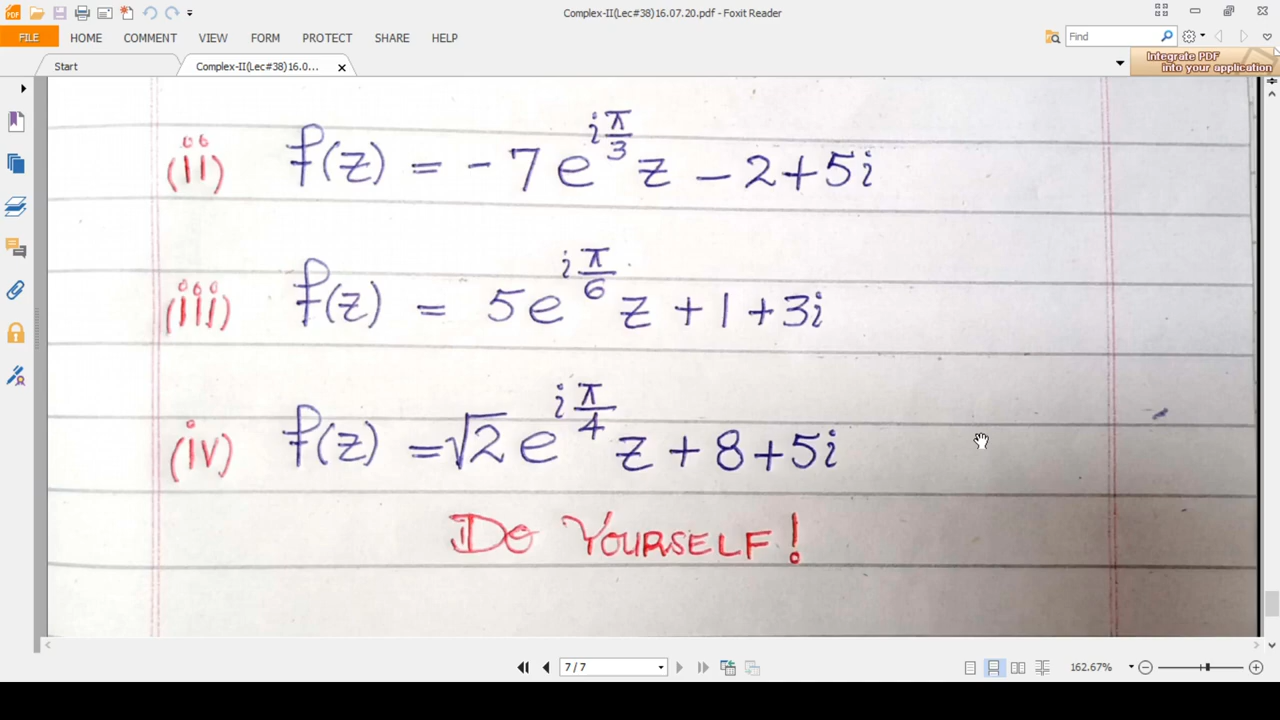 Complex-II(Lec#38)16.07.20.pdf - Foxit Reader
FILE HOME COMMENT VIEW FORM PROTECT SHARE HELP
Find
Start Complex-II(Lec#38)16.0...
Integrate PDF
into your application
(ii) f(z) = -7e^{iπ/3} z - 2+5i
(iii) f(z) = 5e^{iπ/6} z + 1+3i
(iv) f(z) = √2 e^{iπ/4} z + 8+5i
DO YOURSELF!
7 / 7
162.67%